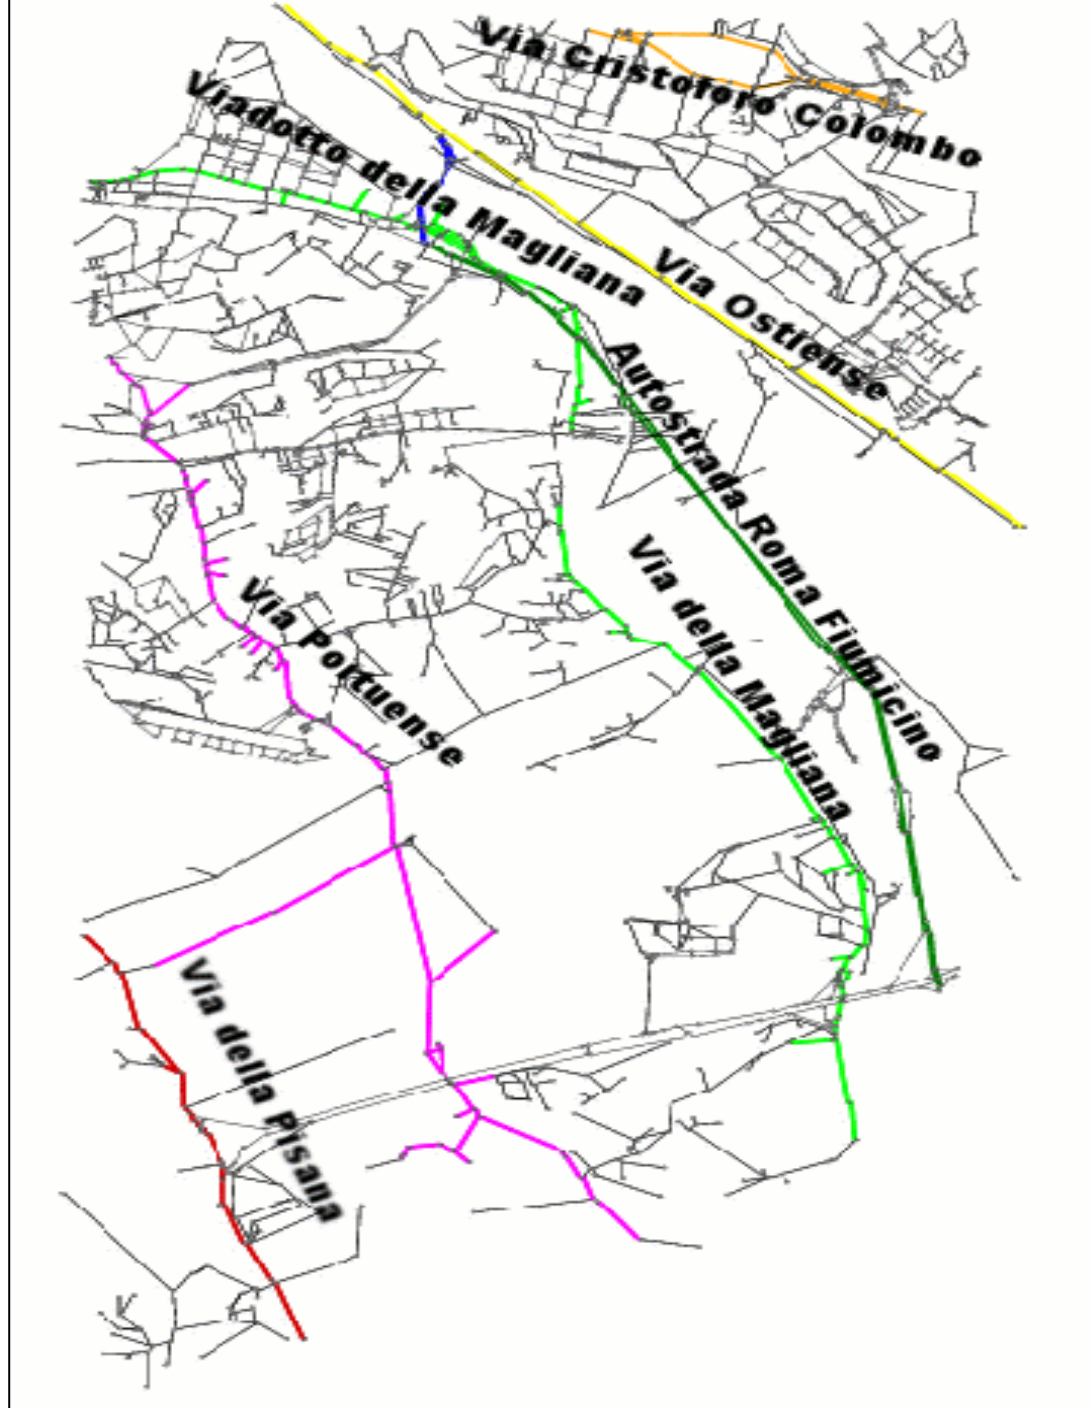 Via Cristoforo Colombo
Viadotto della Magliana
Via Ostiense
Autostrada Roma Fiumicino
Via della Magliana
Via Portuense
Via della Pisana